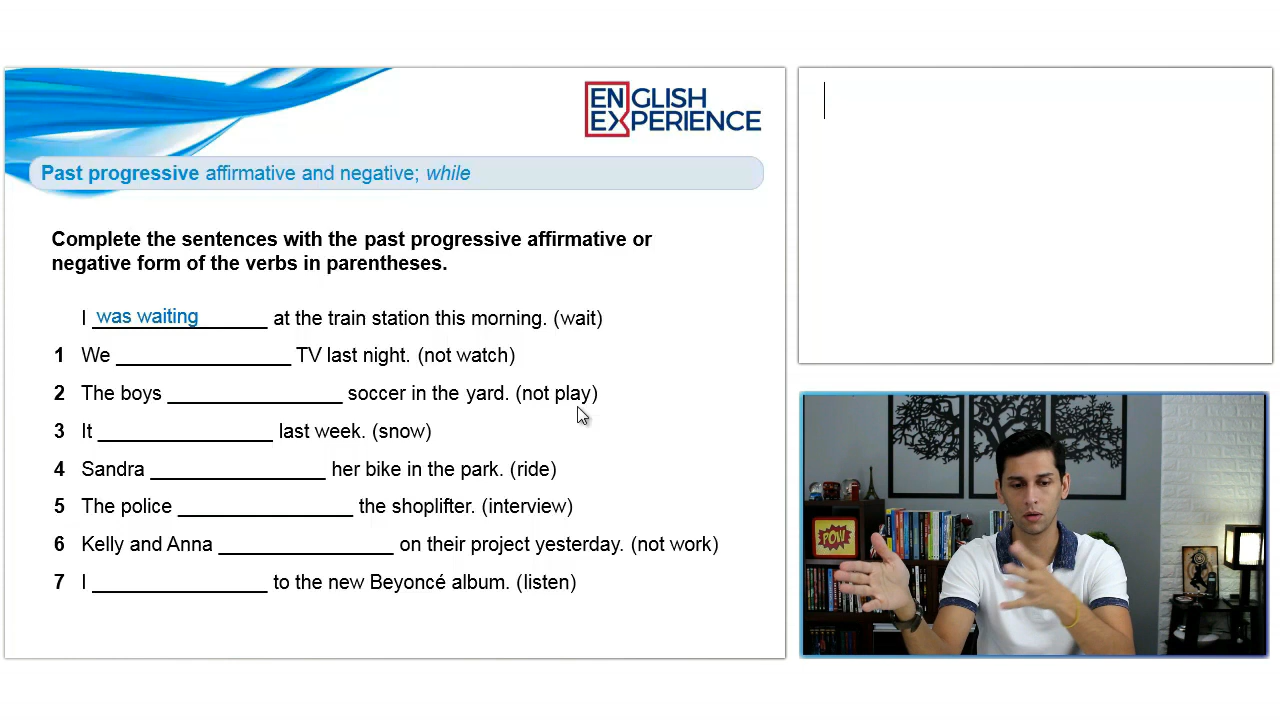 ENGLISH
EXPERIENCE
Past progressive affirmative and negative; while
Complete the sentences with the past progressive affirmative or
negative form of the verbs in parentheses.
I was waiting at the train station this morning. (wait)
1 We ________________ TV last night. (not watch)
2 The boys ________________ soccer in the yard. (not play)
3 It ________________ last week. (snow)
4 Sandra ________________ her bike in the park. (ride)
5 The police ________________ the shoplifter. (interview)
6 Kelly and Anna ________________ on their project yesterday. (not work)
7 I ________________ to the new Beyoncé album. (listen)
POW